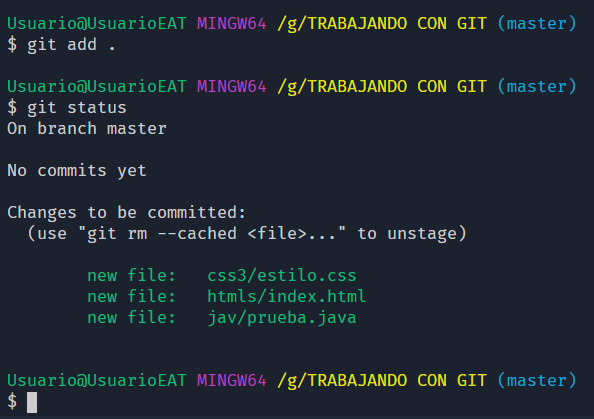 Usuario@UsuarioEAT MINGW64 /g/TRABAJANDO CON GIT (master)
$ git add .
Usuario@UsuarioEAT MINGW64 /g/TRABAJANDO CON GIT (master)
$ git status
On branch master
No commits yet
Changes to be committed:
(use "git rm --cached <file>..." to unstage)
new file: css3/estilo.css
new file: htmls/index.html
new file: jav/prueba.java
Usuario@UsuarioEAT MINGW64 /g/TRABAJANDO CON GIT (master)
$